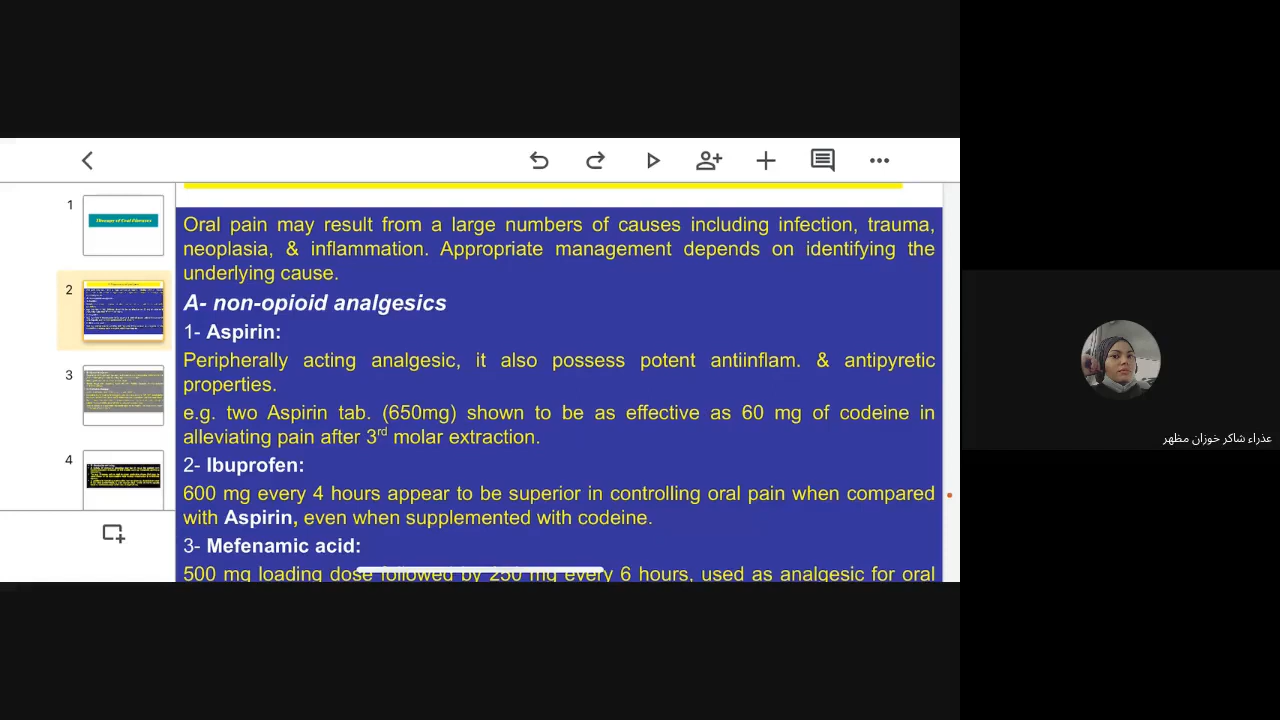 1
Oral pain may result from a large numbers of causes including infection, trauma,
neoplasia, & inflammation. Appropriate management depends on identifying the
underlying cause.
A- non-opioid analgesics
1- Aspirin:
Peripherally acting analgesic, it also possess potent antiinflam. & antipyretic
properties.
e.g. two Aspirin tab. (650mg) shown to be as effective as 60 mg of codeine in
alleviating pain after 3rd molar extraction.
2- Ibuprofen:
600 mg every 4 hours appear to be superior in controlling oral pain when compared
with Aspirin, even when supplemented with codeine.
3- Mefenamic acid:
500 mg loading dose followed by 250 mg every 6 hours, used as analgesic for oral
2
3
4
عذراء شاكر خوزان مظهر